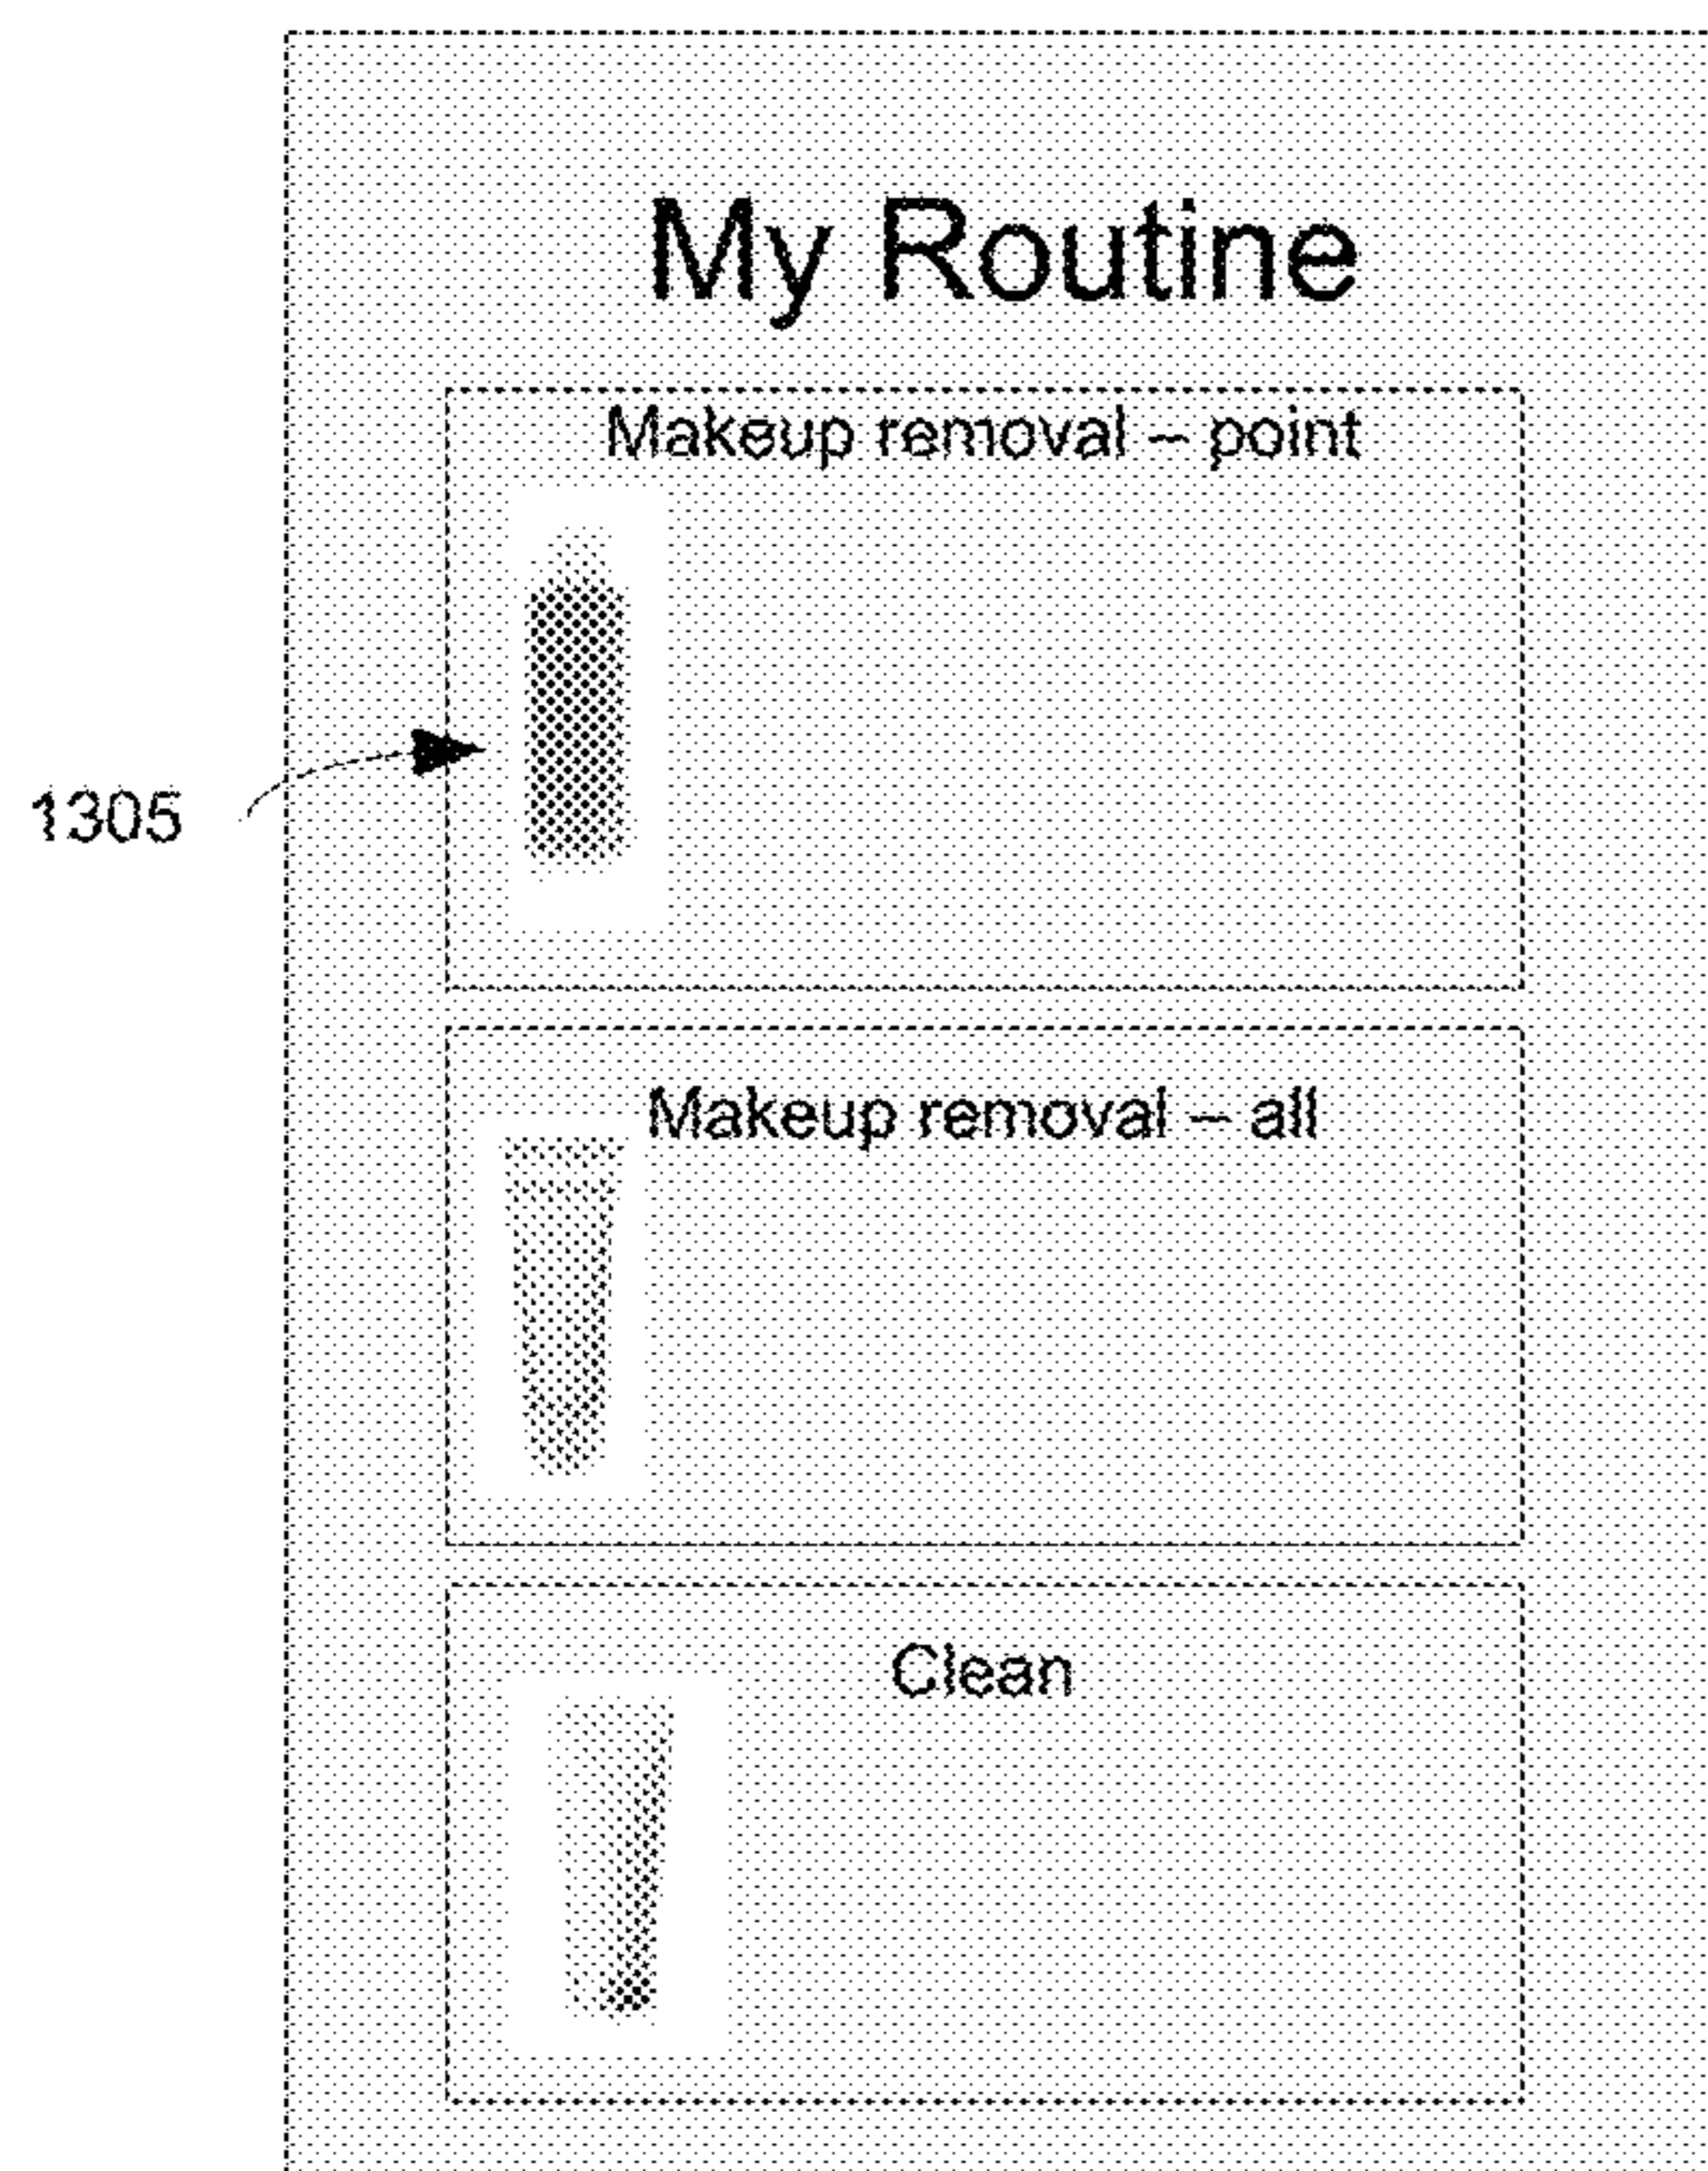 My Routine
Makeup removal – point
1305
Makeup removal – all
Clean